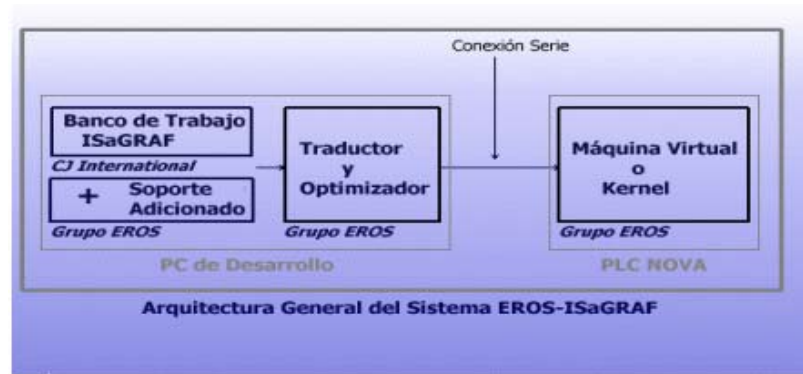 Conexión Serie
Banco de Trabajo
ISaGRAF
CJ International
+ Soporte
Adicionado
Grupo EROS
Traductor
y
Optimizador
Grupo EROS
Máquina Virtual
o
Kernel
Grupo EROS
PC de Desarrollo
PLC NOVA
Arquitectura General del Sistema EROS-ISaGRAF